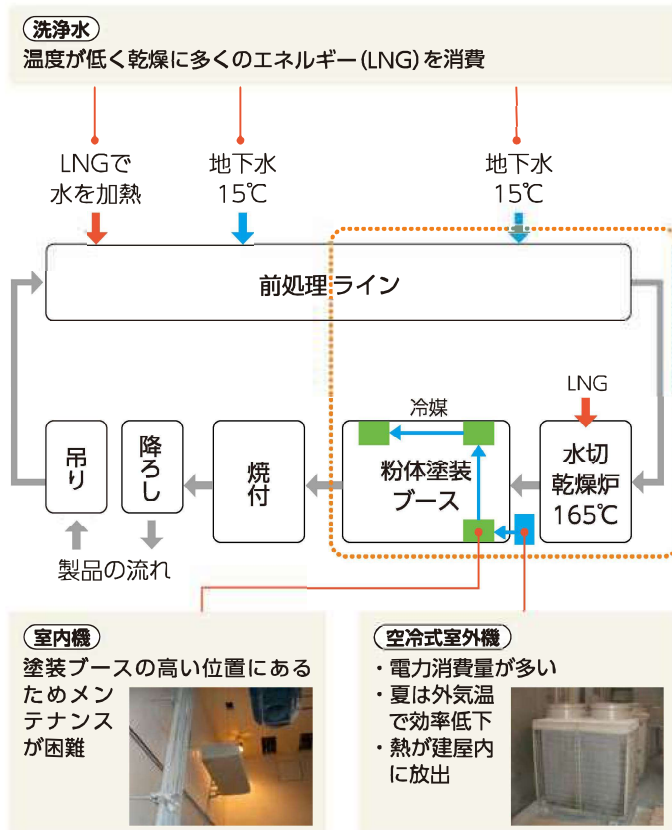 洗浄水
温度が低く乾燥に多くのエネルギー(LNG)を消費
LNGで
水を加熱
地下水
15℃
地下水
15℃
前処理ライン
LNG
冷媒
吊り
降ろし
焼付
粉体塗装
ブース
水切
乾燥炉
165℃
製品の流れ
室内機
塗装ブースの高い位置にある
ためメン
テナンス
が困難
空冷式室外機
・電力消費量が多い
・夏は外気温
で効率低下
・熱が建屋内
に放出